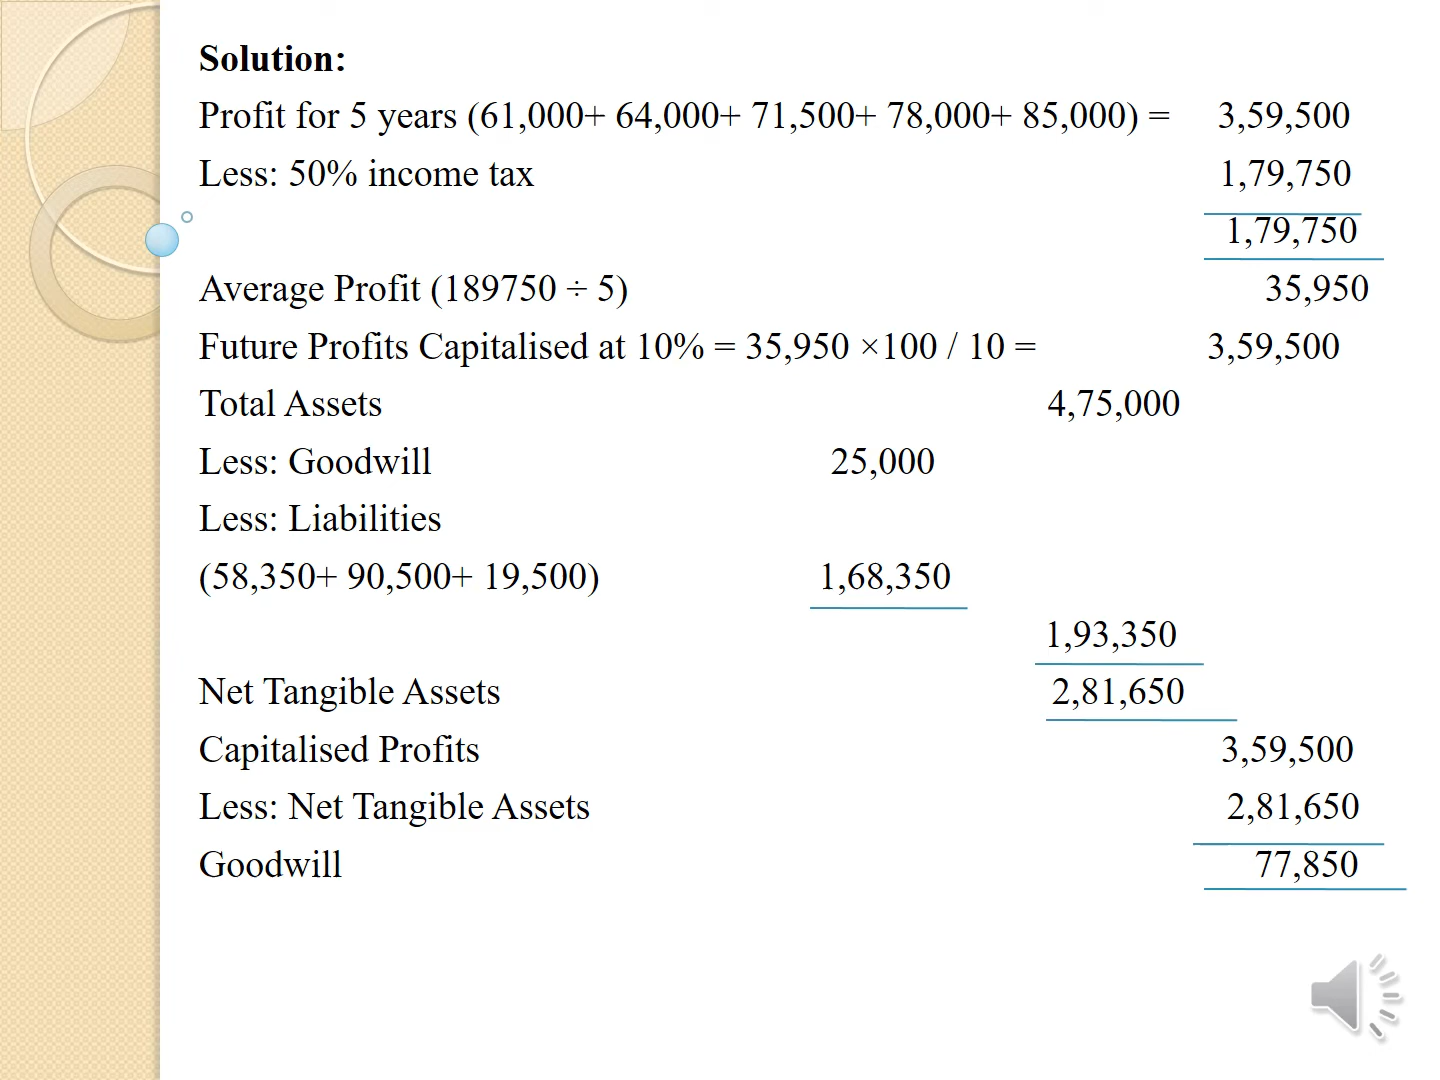 Solution:
Profit for 5 years (61,000+ 64,000+ 71,500+ 78,000+ 85,000) = 3,59,500
Less: 50% income tax 1,79,750
1,79,750
Average Profit (189750 ÷ 5) 35,950
Future Profits Capitalised at 10% = 35,950 ×100 / 10 = 3,59,500
Total Assets 4,75,000
Less: Goodwill 25,000
Less: Liabilities
(58,350+ 90,500+ 19,500) 1,68,350
1,93,350
Net Tangible Assets 2,81,650
Capitalised Profits 3,59,500
Less: Net Tangible Assets 2,81,650
Goodwill 77,850